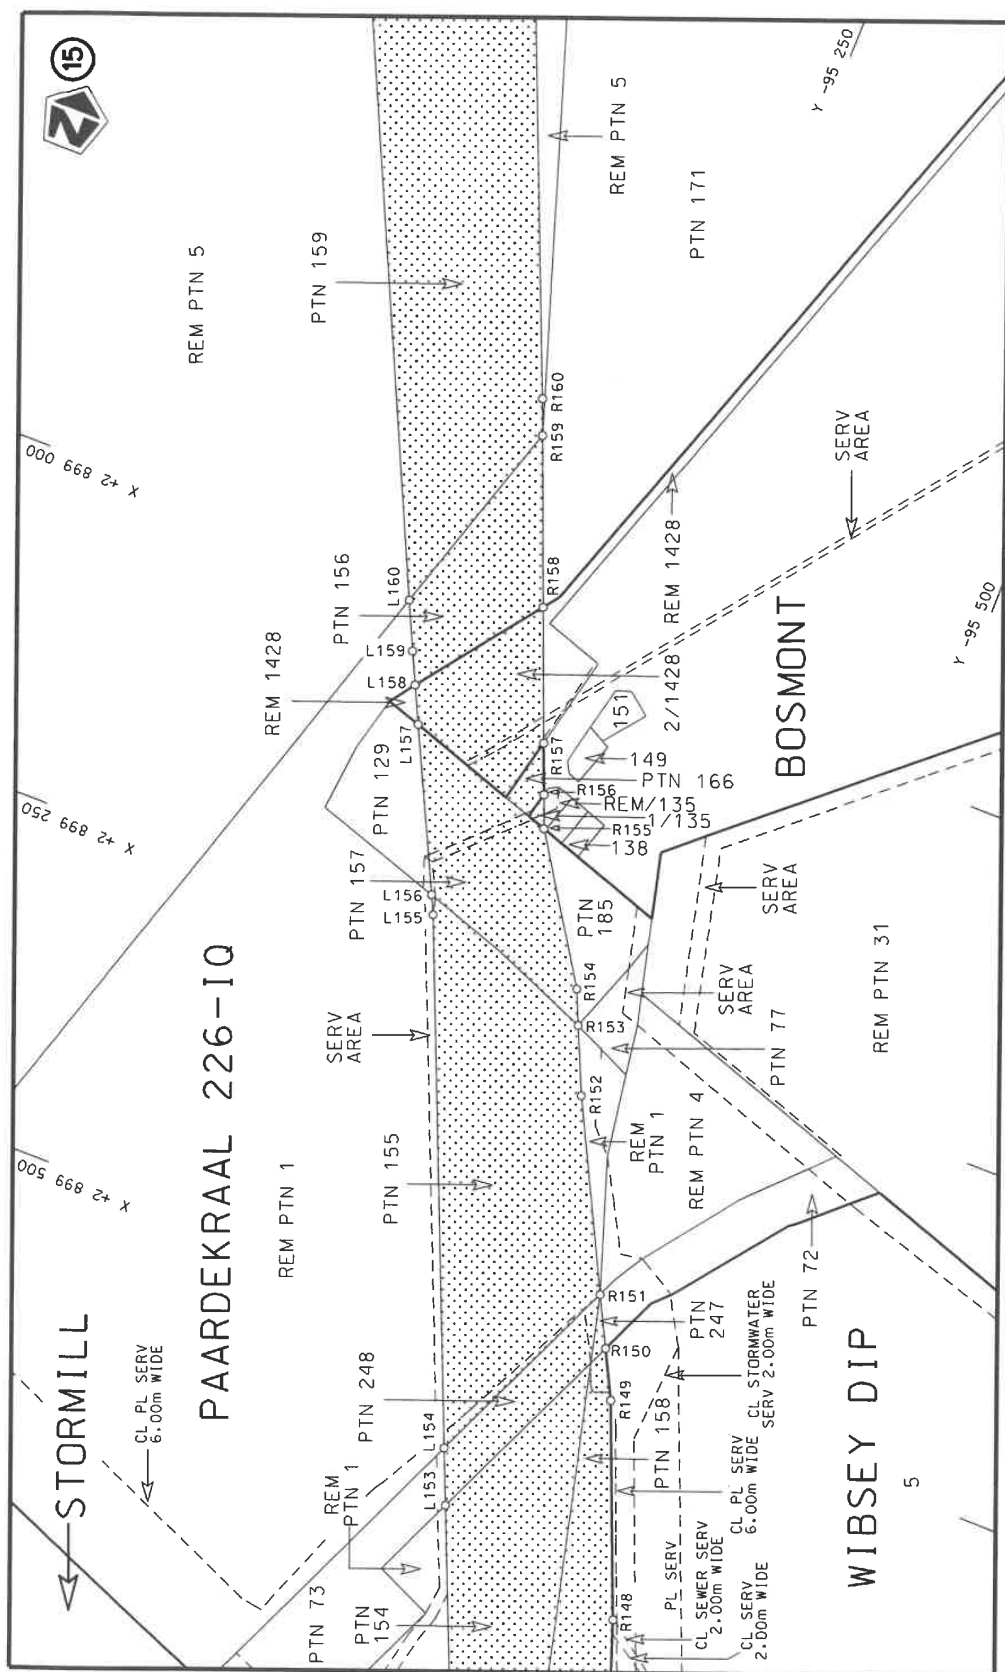 15
N
STORMILL
CL PL SERV
6.00m WIDE
PAARDEKRAAL 226-IQ
REM PTN 1
X +2 899 500
X +2 899 250
X +2 899 000
REM PTN 5
PTN 159
PTN 156
REM 1428
PTN 129
PTN 157
SERV
AREA
PTN 155
PTN 248
REM
PTN 1
PTN 73
PTN
154
L153
L154
L155
L156
L157
L158
L159
L160
R148
R149
R150
R151
R152
R153
R154
R155
R156
R157
R158
R159
R160
REM PTN 5
PTN 171
Y -95 250
SERV
AREA
REM 1428
2/1428
151
149
PTN 166
REM/135
1/135
138
BOSMONT
Y -95 500
PTN
185
SERV
AREA
SERV
AREA
PTN 77
REM PTN 31
REM
PTN 1
REM PTN 4
PTN 72
PTN
247
PTN 158
CL STORMWATER
SERV 2.00m WIDE
CL PL SERV
6.00m WIDE
PL SERV
CL SEWER SERV
2.00m WIDE
CL SERV
2.00m WIDE
WIBSEY DIP
5